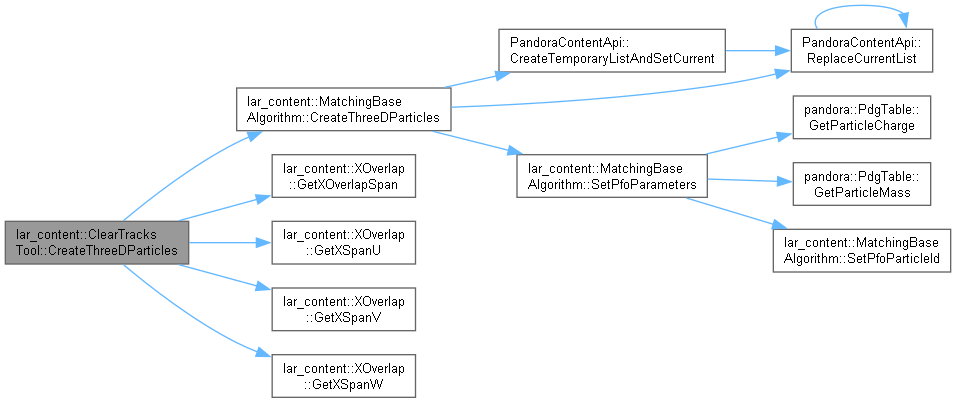 lar_content::ClearTracks
Tool::CreateThreeDParticles
lar_content::MatchingBase
Algorithm::CreateThreeDParticles
lar_content::XOverlap
::GetXOverlapSpan
lar_content::XOverlap
::GetXSpanU
lar_content::XOverlap
::GetXSpanV
lar_content::XOverlap
::GetXSpanW
PandoraContentApi::
CreateTemporaryListAndSetCurrent
lar_content::MatchingBase
Algorithm::SetPfoParameters
PandoraContentApi::
ReplaceCurrentList
pandora::PdgTable::
GetParticleCharge
pandora::PdgTable::
GetParticleMass
lar_content::MatchingBase
Algorithm::SetPfoParticleId